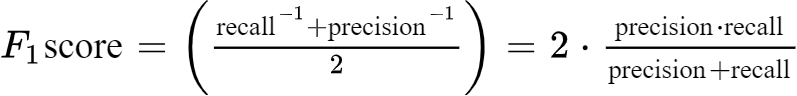 F₁ score = ( (recall⁻¹ + precision⁻¹) / 2 ) = 2 · (precision · recall) / (precision + recall)